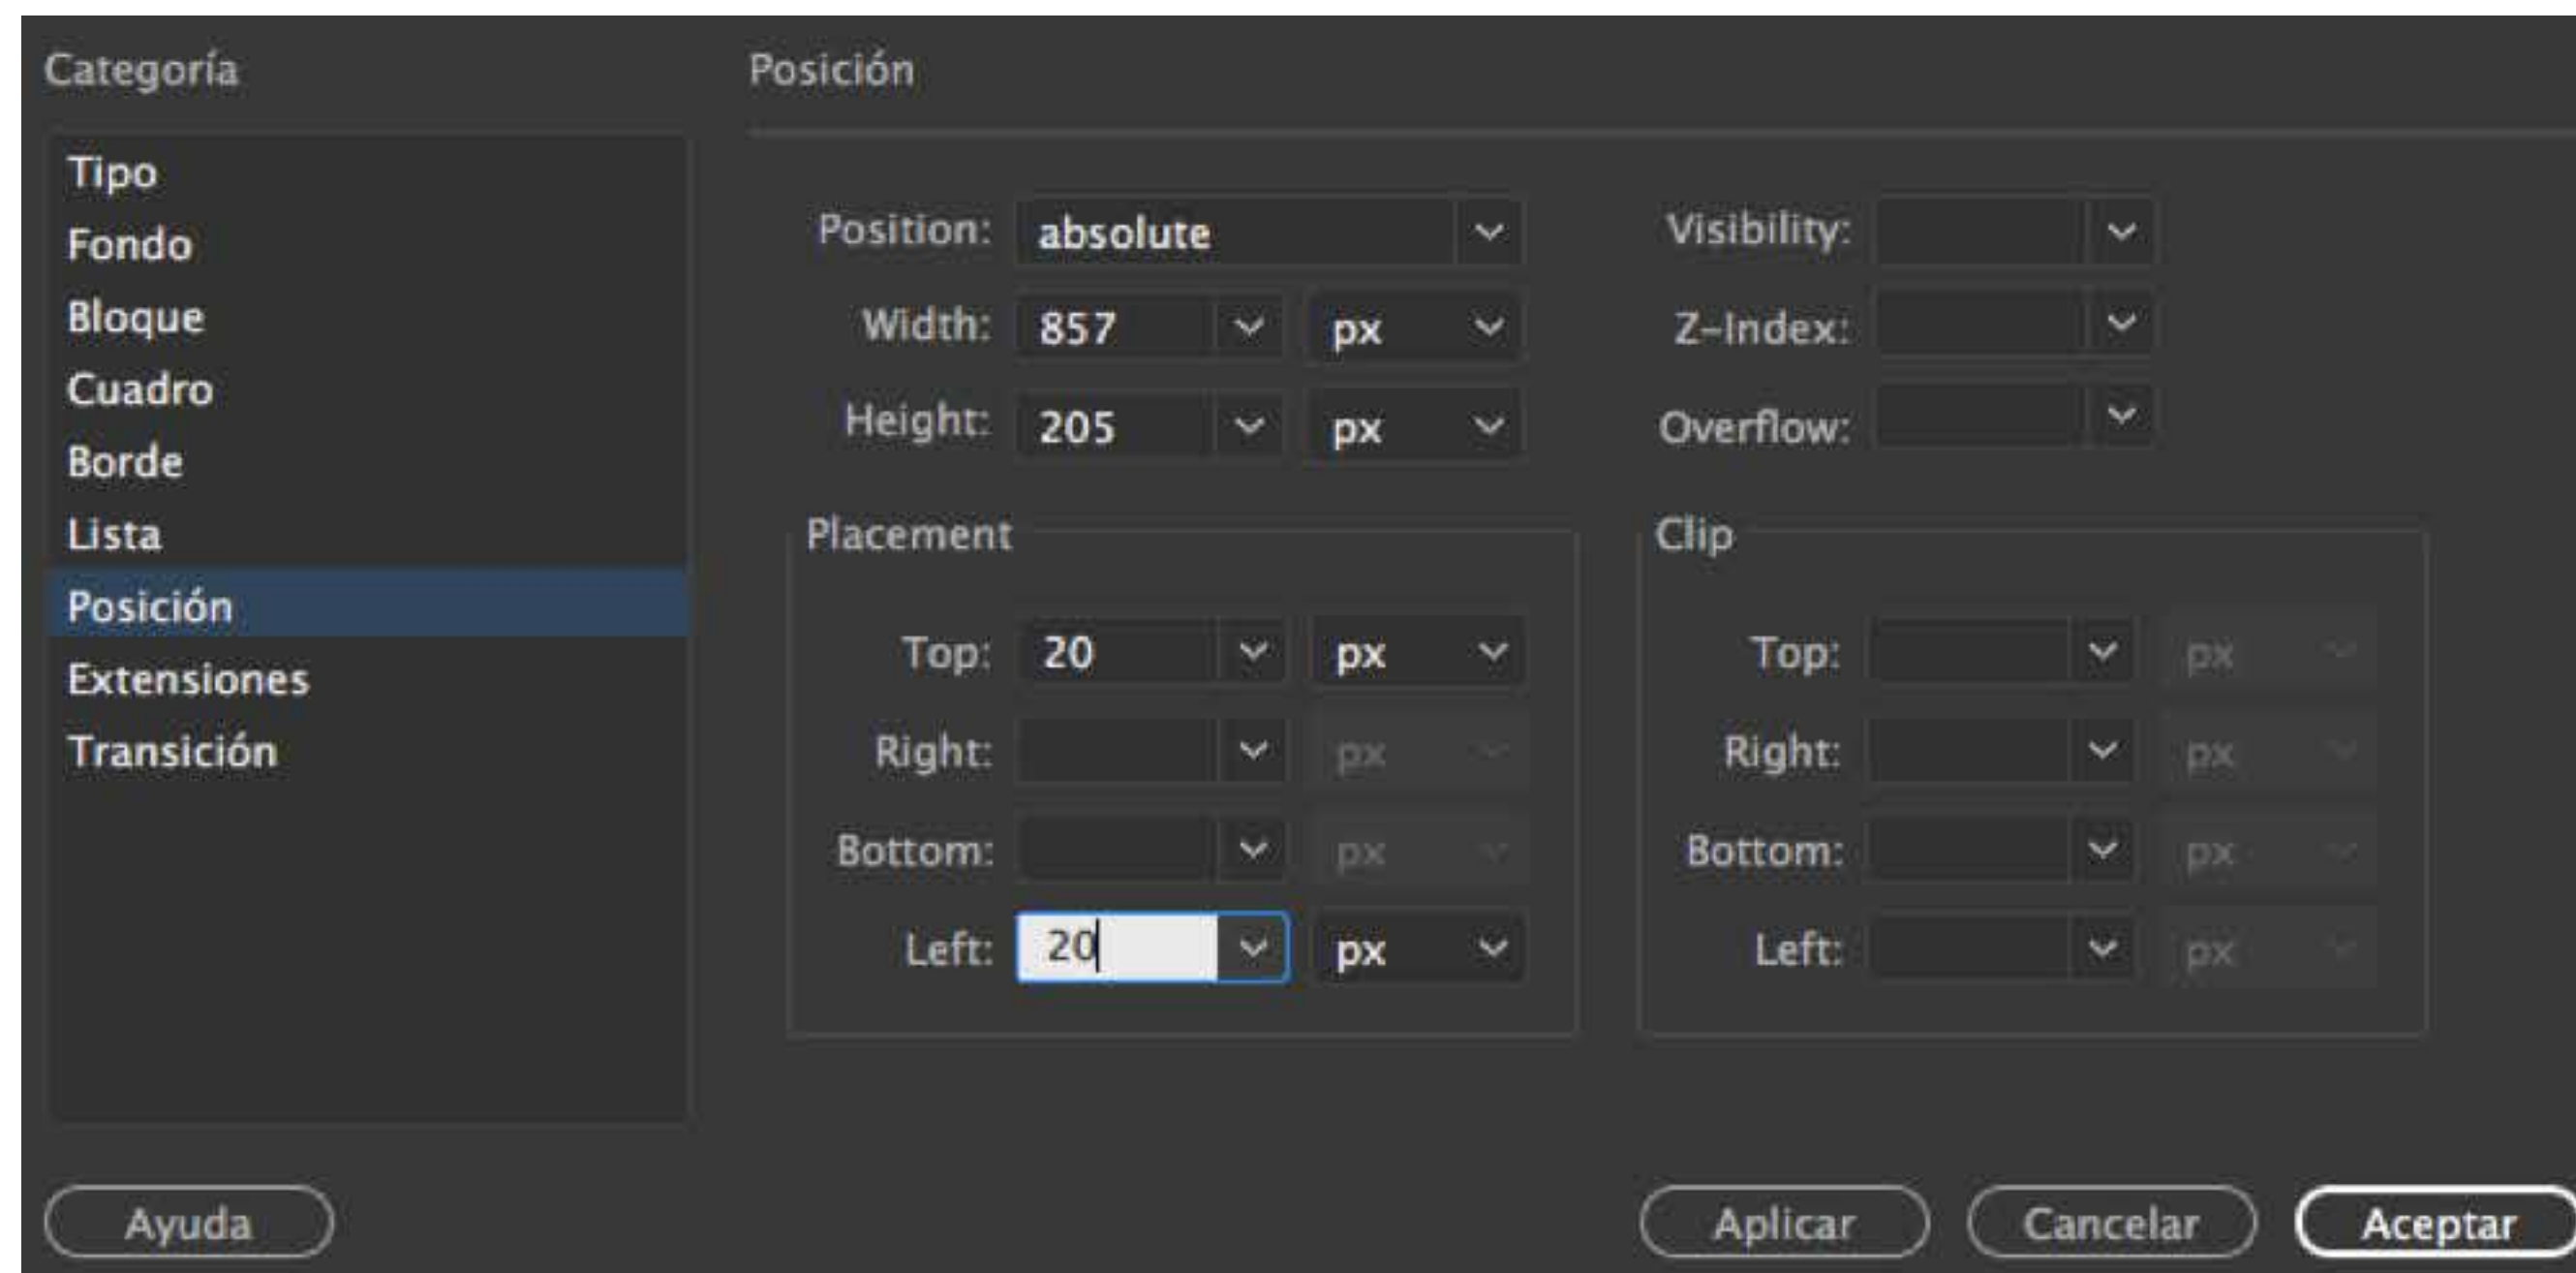 Categoría
Tipo
Fondo
Bloque
Cuadro
Borde
Lista
Posición
Extensiones
Transición
Posición
Position: absolute
Width: 857 px
Height: 205 px
Visibility:
Z-Index:
Overflow:
Placement
Top: 20 px
Right: px
Bottom: px
Left: 20 px
Clip
Top: px
Right: px
Bottom: px
Left: px
Ayuda
Aplicar
Cancelar
Aceptar